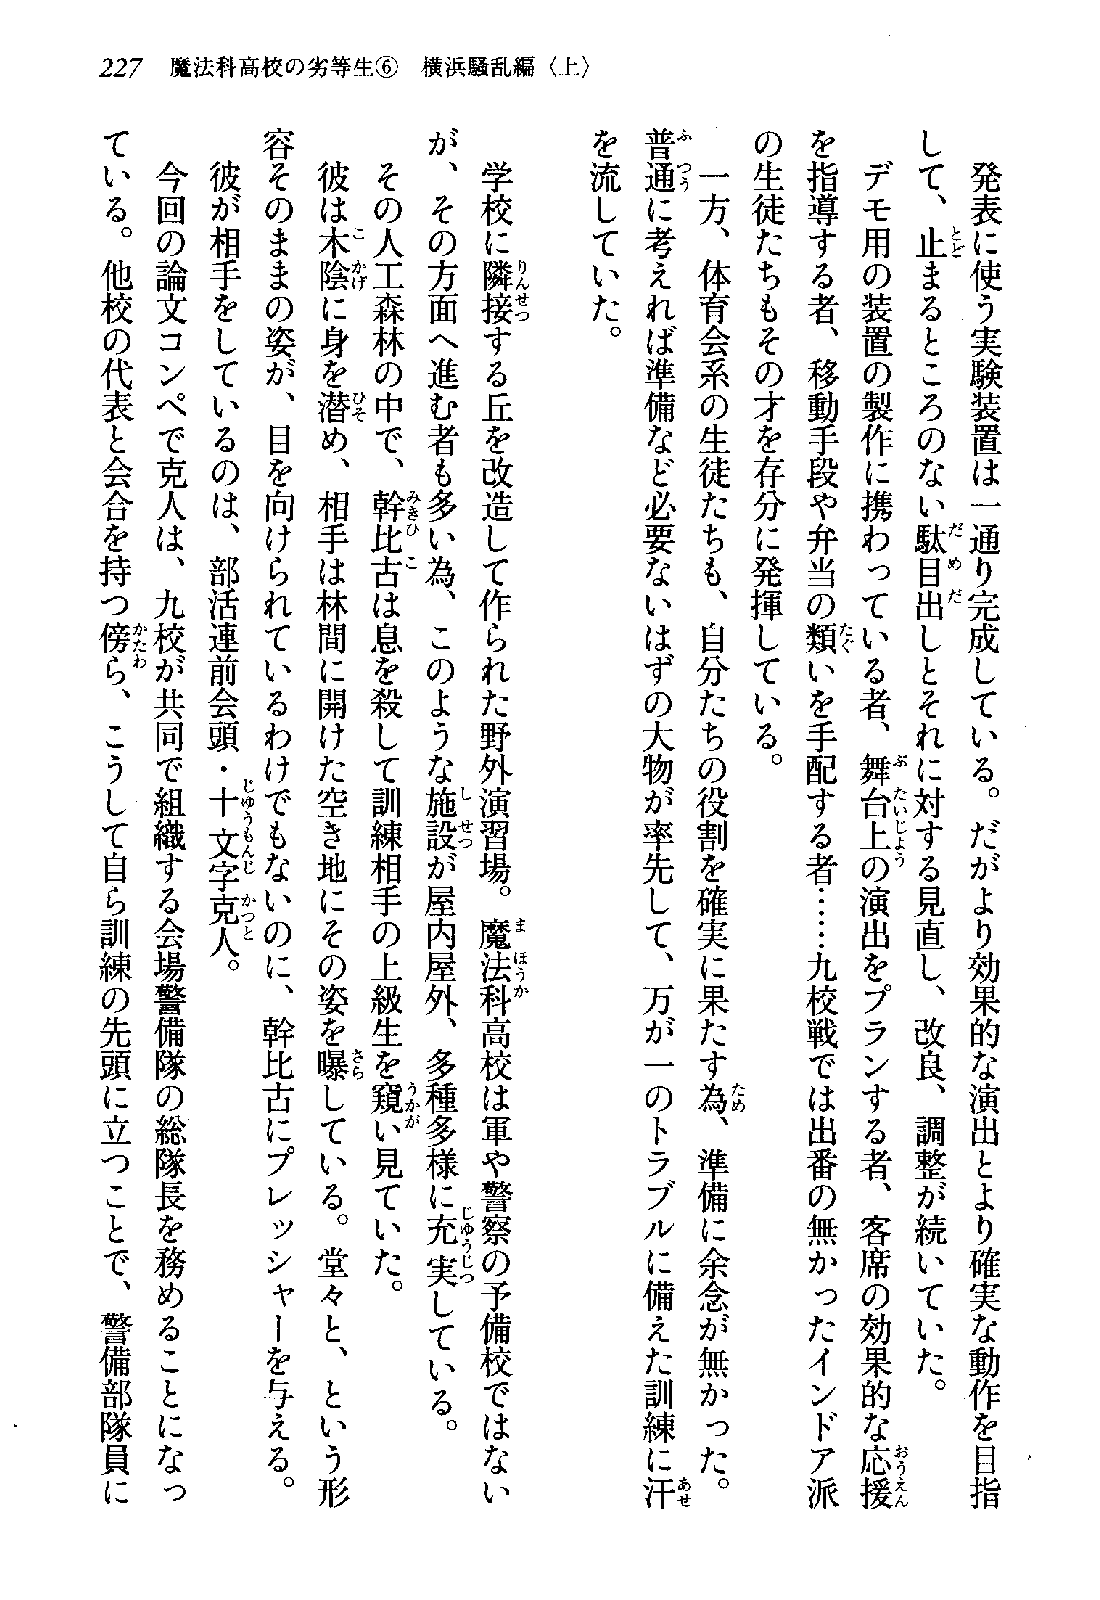 227　魔法科高校の劣等生⑥　横浜騒乱編〈上〉
　発表に使う実験装置は一通り完成している。だがより効果的な演出とより確実な動作を目指
して、止まるところのない駄目出しとそれに対する見直し、改良、調整が続いていた。
　デモ用の装置の製作に携わっている者、舞台上の演出をプランする者、客席の効果的な応援
を指導する者、移動手段や弁当の類いを手配する者……九校戦では出番の無かったインドア派
の生徒たちもその才を存分に発揮している。
　一方、体育会系の生徒たちも、自分たちの役割を確実に果たす為、準備に余念が無かった。
普通に考えれば準備など必要ないはずの大物が率先して、万が一のトラブルに備えた訓練に汗
を流していた。
　学校に隣接する丘を改造して作られた野外演習場。魔法科高校は軍や警察の予備校ではない
が、その方面へ進む者も多い為、このような施設が屋内屋外、多種多様に充実している。
　その人工森林の中で、幹比古は息を殺して訓練相手の上級生を窺い見ていた。
　彼は木陰に身を潜め、相手は林間に開けた空き地にその姿を曝している。堂々と、という形
容そのままの姿が、目を向けられているわけでもないのに、幹比古にプレッシャーを与える。
　彼が相手をしているのは、部活連前会頭・十文字克人。
　今回の論文コンペで克人は、九校が共同で組織する会場警備隊の総隊長を務めることになっ
ている。他校の代表と会合を持つ傍ら、こうして自ら訓練の先頭に立つことで、警備部隊員に